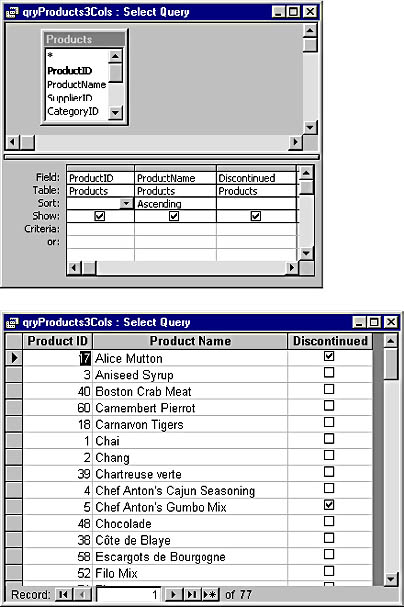 qryProducts3Cols : Select Query
Products
*
ProductID
ProductName
SupplierID
CategoryID
Field: ProductID ProductName Discontinued
Table: Products Products Products
Sort: Ascending
Show:
Criteria:
or:
qryProducts3Cols : Select Query
Product ID Product Name Discontinued
17 Alice Mutton
3 Aniseed Syrup
40 Boston Crab Meat
60 Camembert Pierrot
18 Carnarvon Tigers
1 Chai
2 Chang
39 Chartreuse verte
4 Chef Anton's Cajun Seasoning
5 Chef Anton's Gumbo Mix
48 Chocolade
38 Côte de Blaye
58 Escargots de Bourgogne
52 Filo Mix
Record: 1 of 77